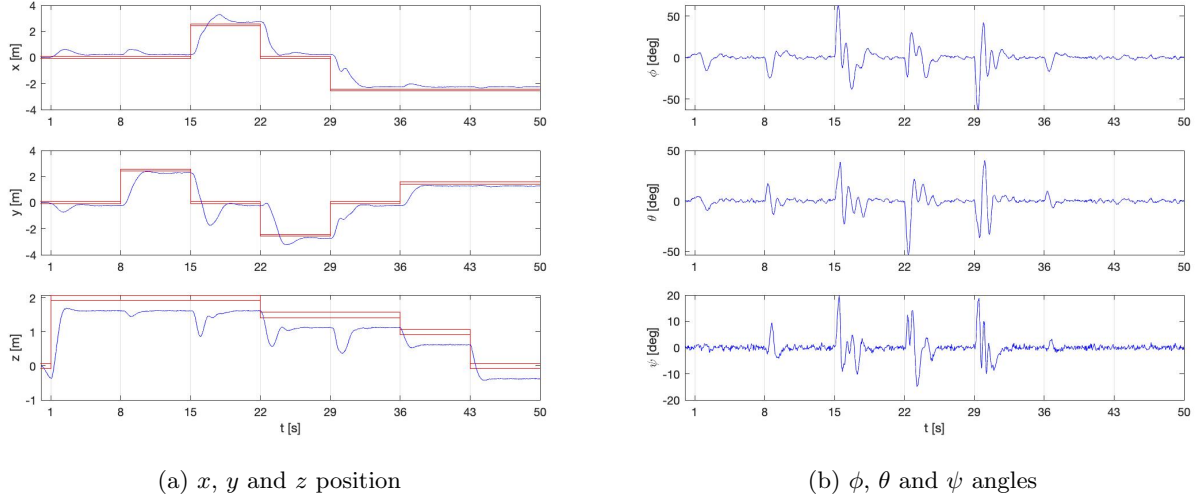 4
2
0
-2
-4
x [m]
1 8 15 22 29 36 43 50
4
2
0
-2
-4
y [m]
1 8 15 22 29 36 43 50
2
1
0
-1
z [m]
1 8 15 22 29 36 43 50
t [s]
(a) x, y and z position
50
0
-50
ϕ [deg]
1 8 15 22 29 36 43 50
50
0
-50
θ [deg]
1 8 15 22 29 36 43 50
20
10
0
-10
20
ψ [deg]
1 8 15 22 29 36 43 50
t [s]
(b) ϕ, θ and ψ angles